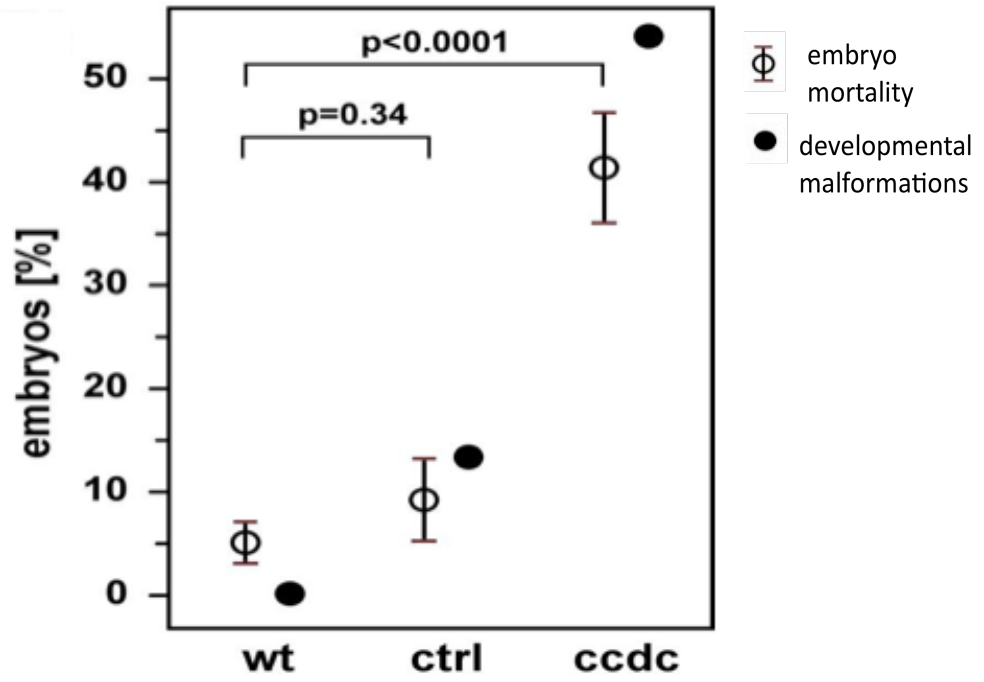 p<0.0001
p=0.34
50
40
30
20
10
0
embryos [%]
wt ctrl ccdc
embryo
mortality
developmental
malformations